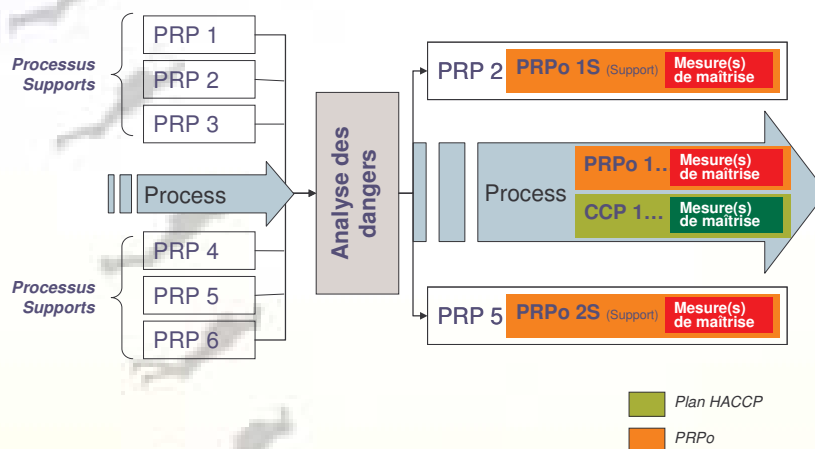 PRP 1
Processus
Supports
PRP 2
PRP 3
Process
PRP 4
Processus
Supports
PRP 5
PRP 6
Analyse des
dangers
PRP 2 PRPo 1S (Support) Mesure(s)
de maîtrise
Process
PRPo 1.. Mesure(s)
de maîtrise
CCP 1... Mesure(s)
de maîtrise
PRP 5 PRPo 2S (Support) Mesure(s)
de maîtrise
Plan HACCP
PRPo